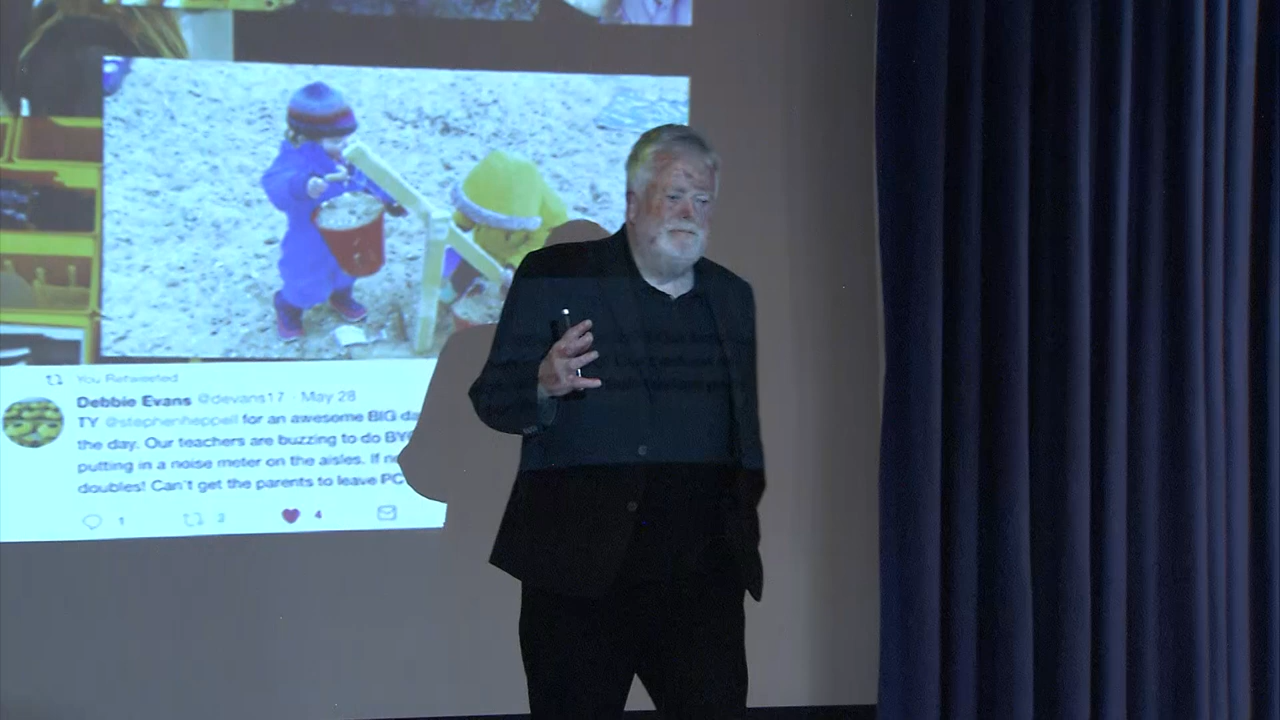 You Retweeted
Debbie Evans @devans17 · May 28
TY @stephenheppell for an awesome BIG
the day. Our teachers are buzzing to do
putting in a noise meter on the aisles. If
doubles! Can't get the parents to leave PC
1 3 4